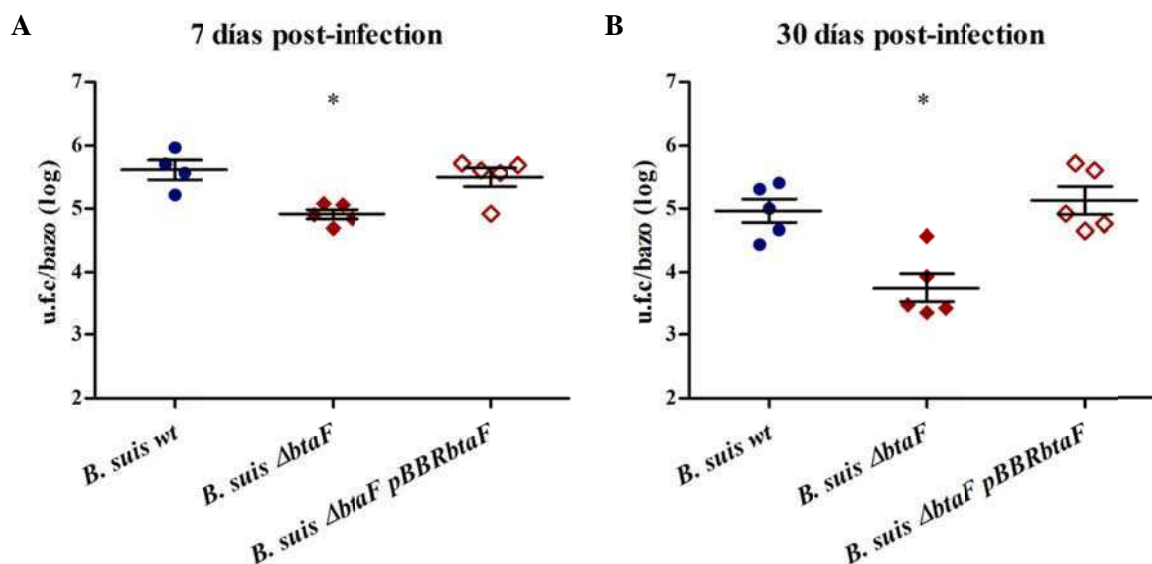 A
7 días post-infection
u.f.c/bazo (log)
7
6
5
4
3
2
*
B. suis wt
B. suis ΔbtaF
B. suis ΔbtaF pBBRbtaF
B
30 días post-infection
u.f.c/bazo (log)
7
6
5
4
3
2
*
B. suis wt
B. suis ΔbtaF
B. suis ΔbtaF pBBRbtaF